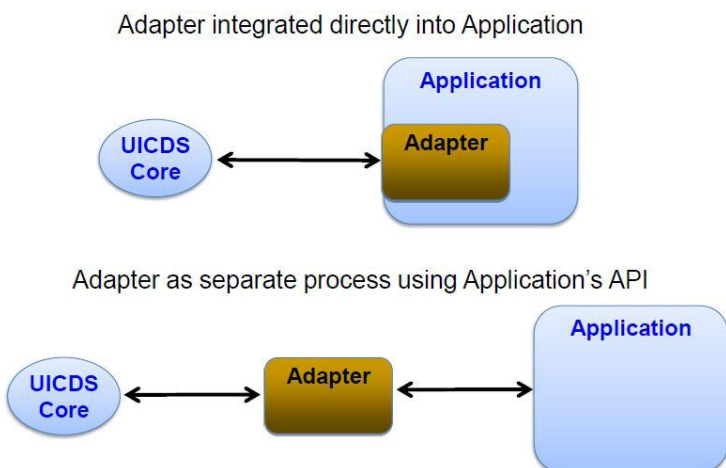 Adapter integrated directly into Application
Application
UICDS
Core
Adapter
Adapter as separate process using Application's API
Application
UICDS
Core
Adapter